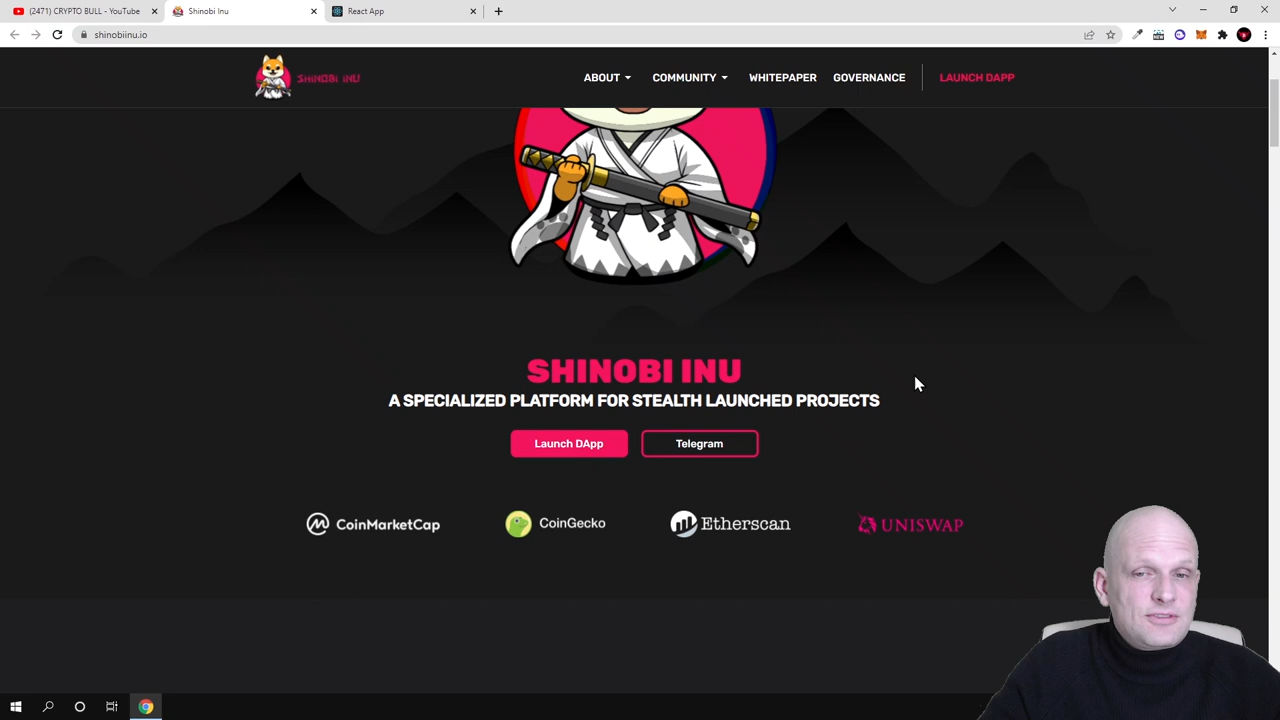 (2471) CRYPTO BULL - YouTube
Shinobi Inu
React App
shinobiinu.io
SHINOBI INU
ABOUT
COMMUNITY
WHITEPAPER
GOVERNANCE
LAUNCH DAPP
SHINOBI INU
A SPECIALIZED PLATFORM FOR STEALTH LAUNCHED PROJECTS
Launch DApp
Telegram
CoinMarketCap
CoinGecko
Etherscan
UNISWAP